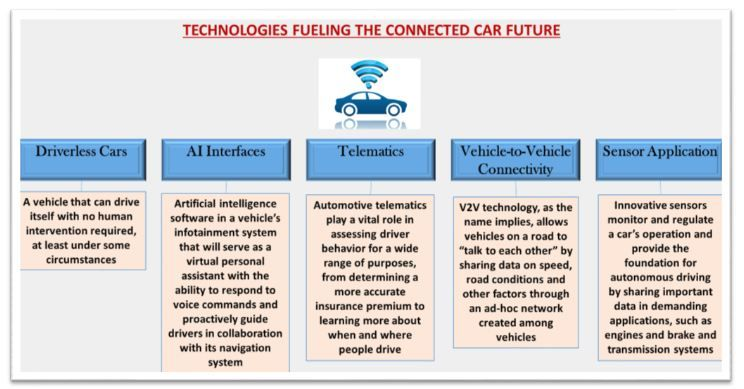 TECHNOLOGIES FUELING THE CONNECTED CAR FUTURE
Driverless Cars
A vehicle that can drive
itself with no human
intervention required,
at least under some
circumstances
AI Interfaces
Artificial intelligence
software in a vehicle's
infotainment system
that will serve as a
virtual personal
assistant with the
ability to respond to
voice commands and
proactively guide
drivers in collaboration
with its navigation
system
Telematics
Automotive telematics
play a vital role in
assessing driver
behavior for a wide
range of purposes,
from determining a
more accurate
insurance premium to
learning more about
when and where
people drive
Vehicle-to-Vehicle
Connectivity
V2V technology, as the
name implies, allows
vehicles on a road to
"talk to each other" by
sharing data on speed,
road conditions and
other factors through
an ad-hoc network
created among
vehicles
Sensor Application
Innovative sensors
monitor and regulate
a car's operation and
provide the
foundation for
autonomous driving
by sharing important
data in demanding
applications, such as
engines and brake and
transmission systems